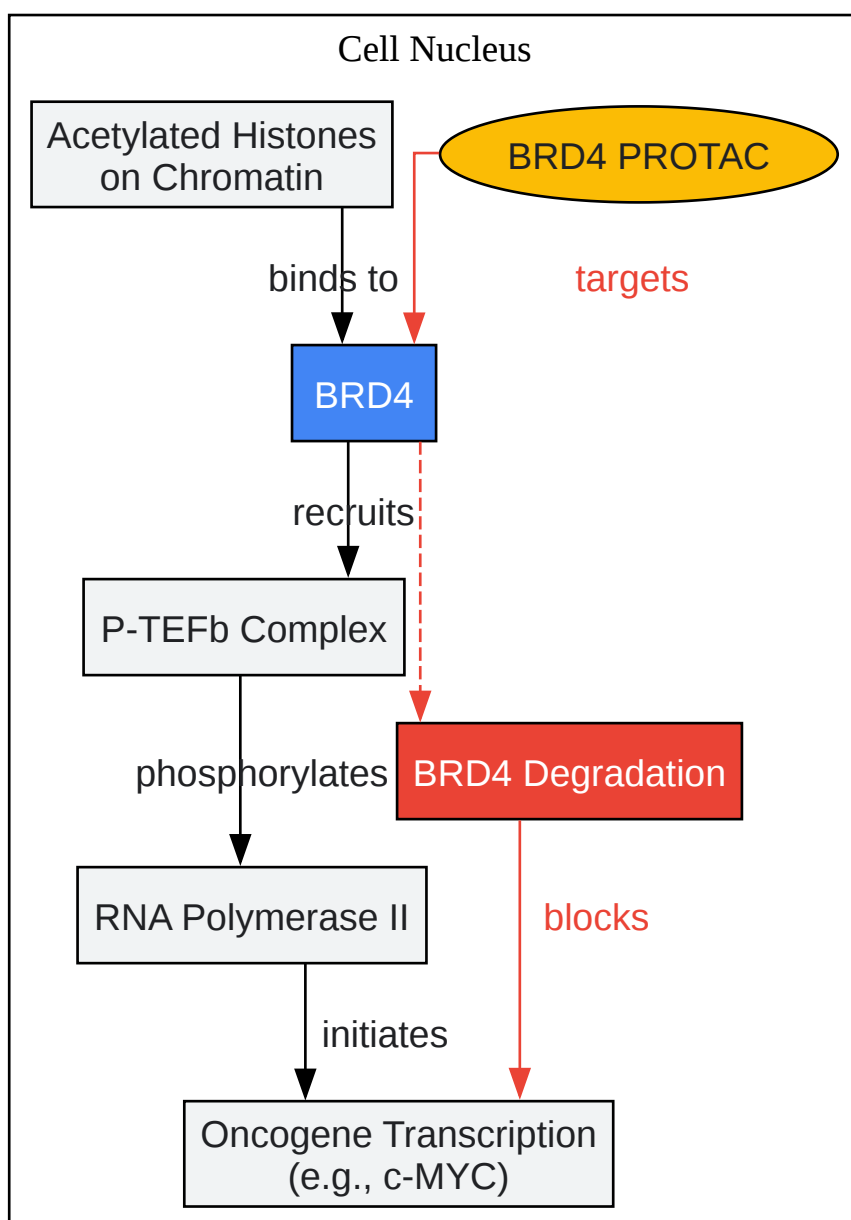 Cell Nucleus
Acetylated Histones
on Chromatin
BRD4 PROTAC
binds to
targets
BRD4
recruits
P-TEFb Complex
phosphorylates
BRD4 Degradation
RNA Polymerase II
blocks
initiates
Oncogene Transcription
(e.g., c-MYC)